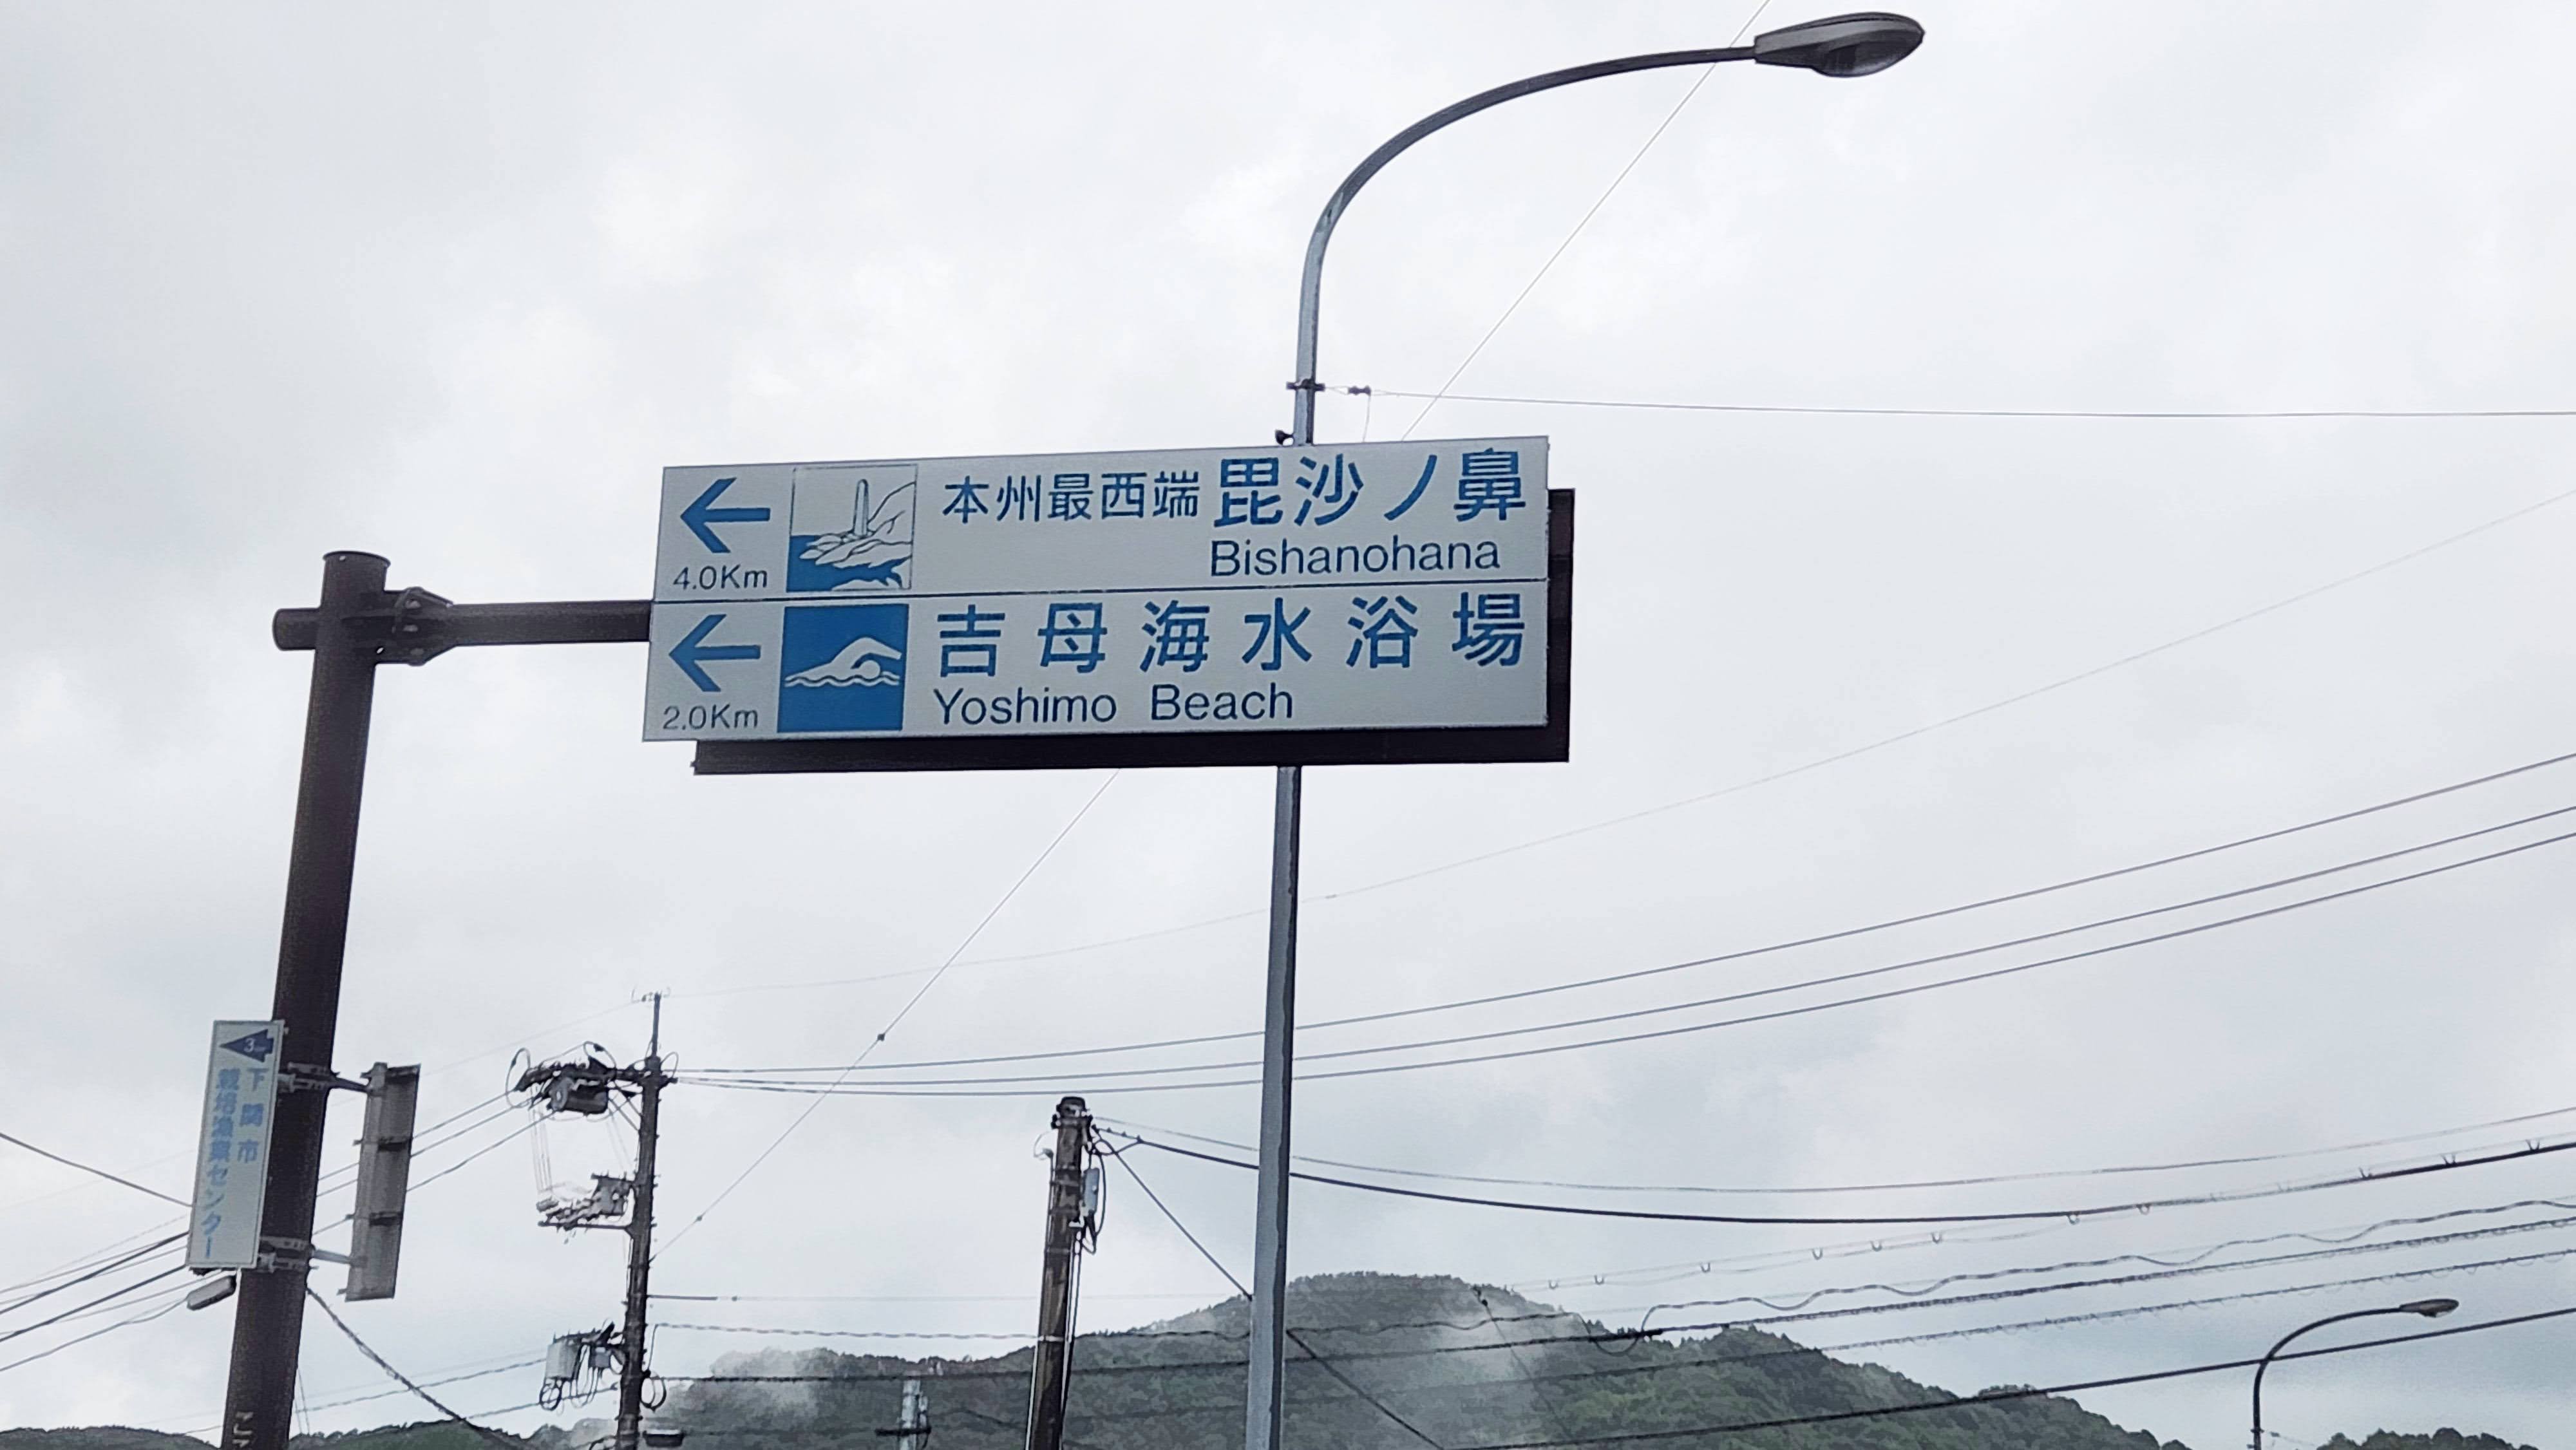 本州最西端 毘沙ノ鼻
4.0Km
Bishanohana
吉母海水浴場
2.0Km
Yoshimo Beach
下関市
栽培漁業センター